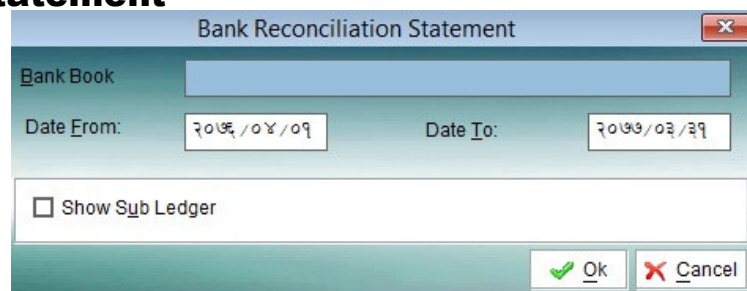 statement
Bank Reconciliation Statement
Bank Book
Date From: २०७६/०४/०१ Date To: २०७७/०३/३१
Show Sub Ledger
Ok Cancel